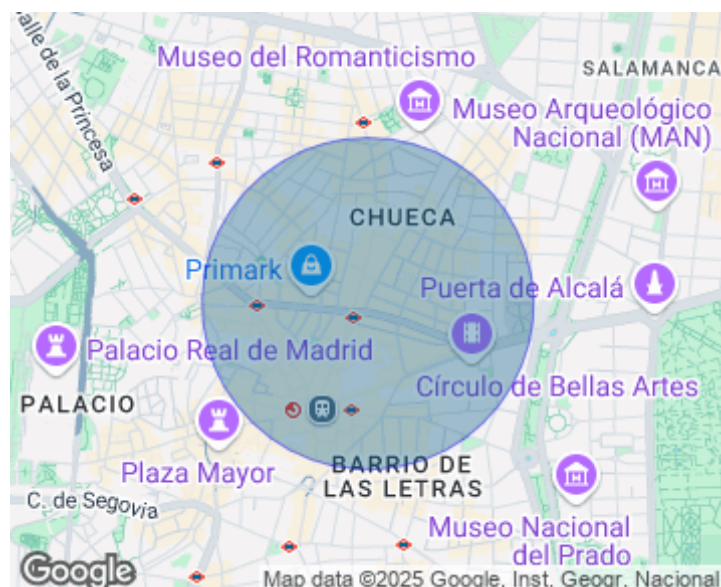 Calle de la Princesa
Museo del Romanticismo
SALAMANCA
Museo Arqueológico
Nacional (MAN)
CHUECA
Primark
Puerta de Alcalá
Palacio Real de Madrid
Círculo de Bellas Artes
PALACIO
Plaza Mayor
BARRIO DE
LAS LETRAS
C. de Segovia
Museo Nacional
del Prado
Google
Map data ©2025 Google, Inst. Geogr. Nacional